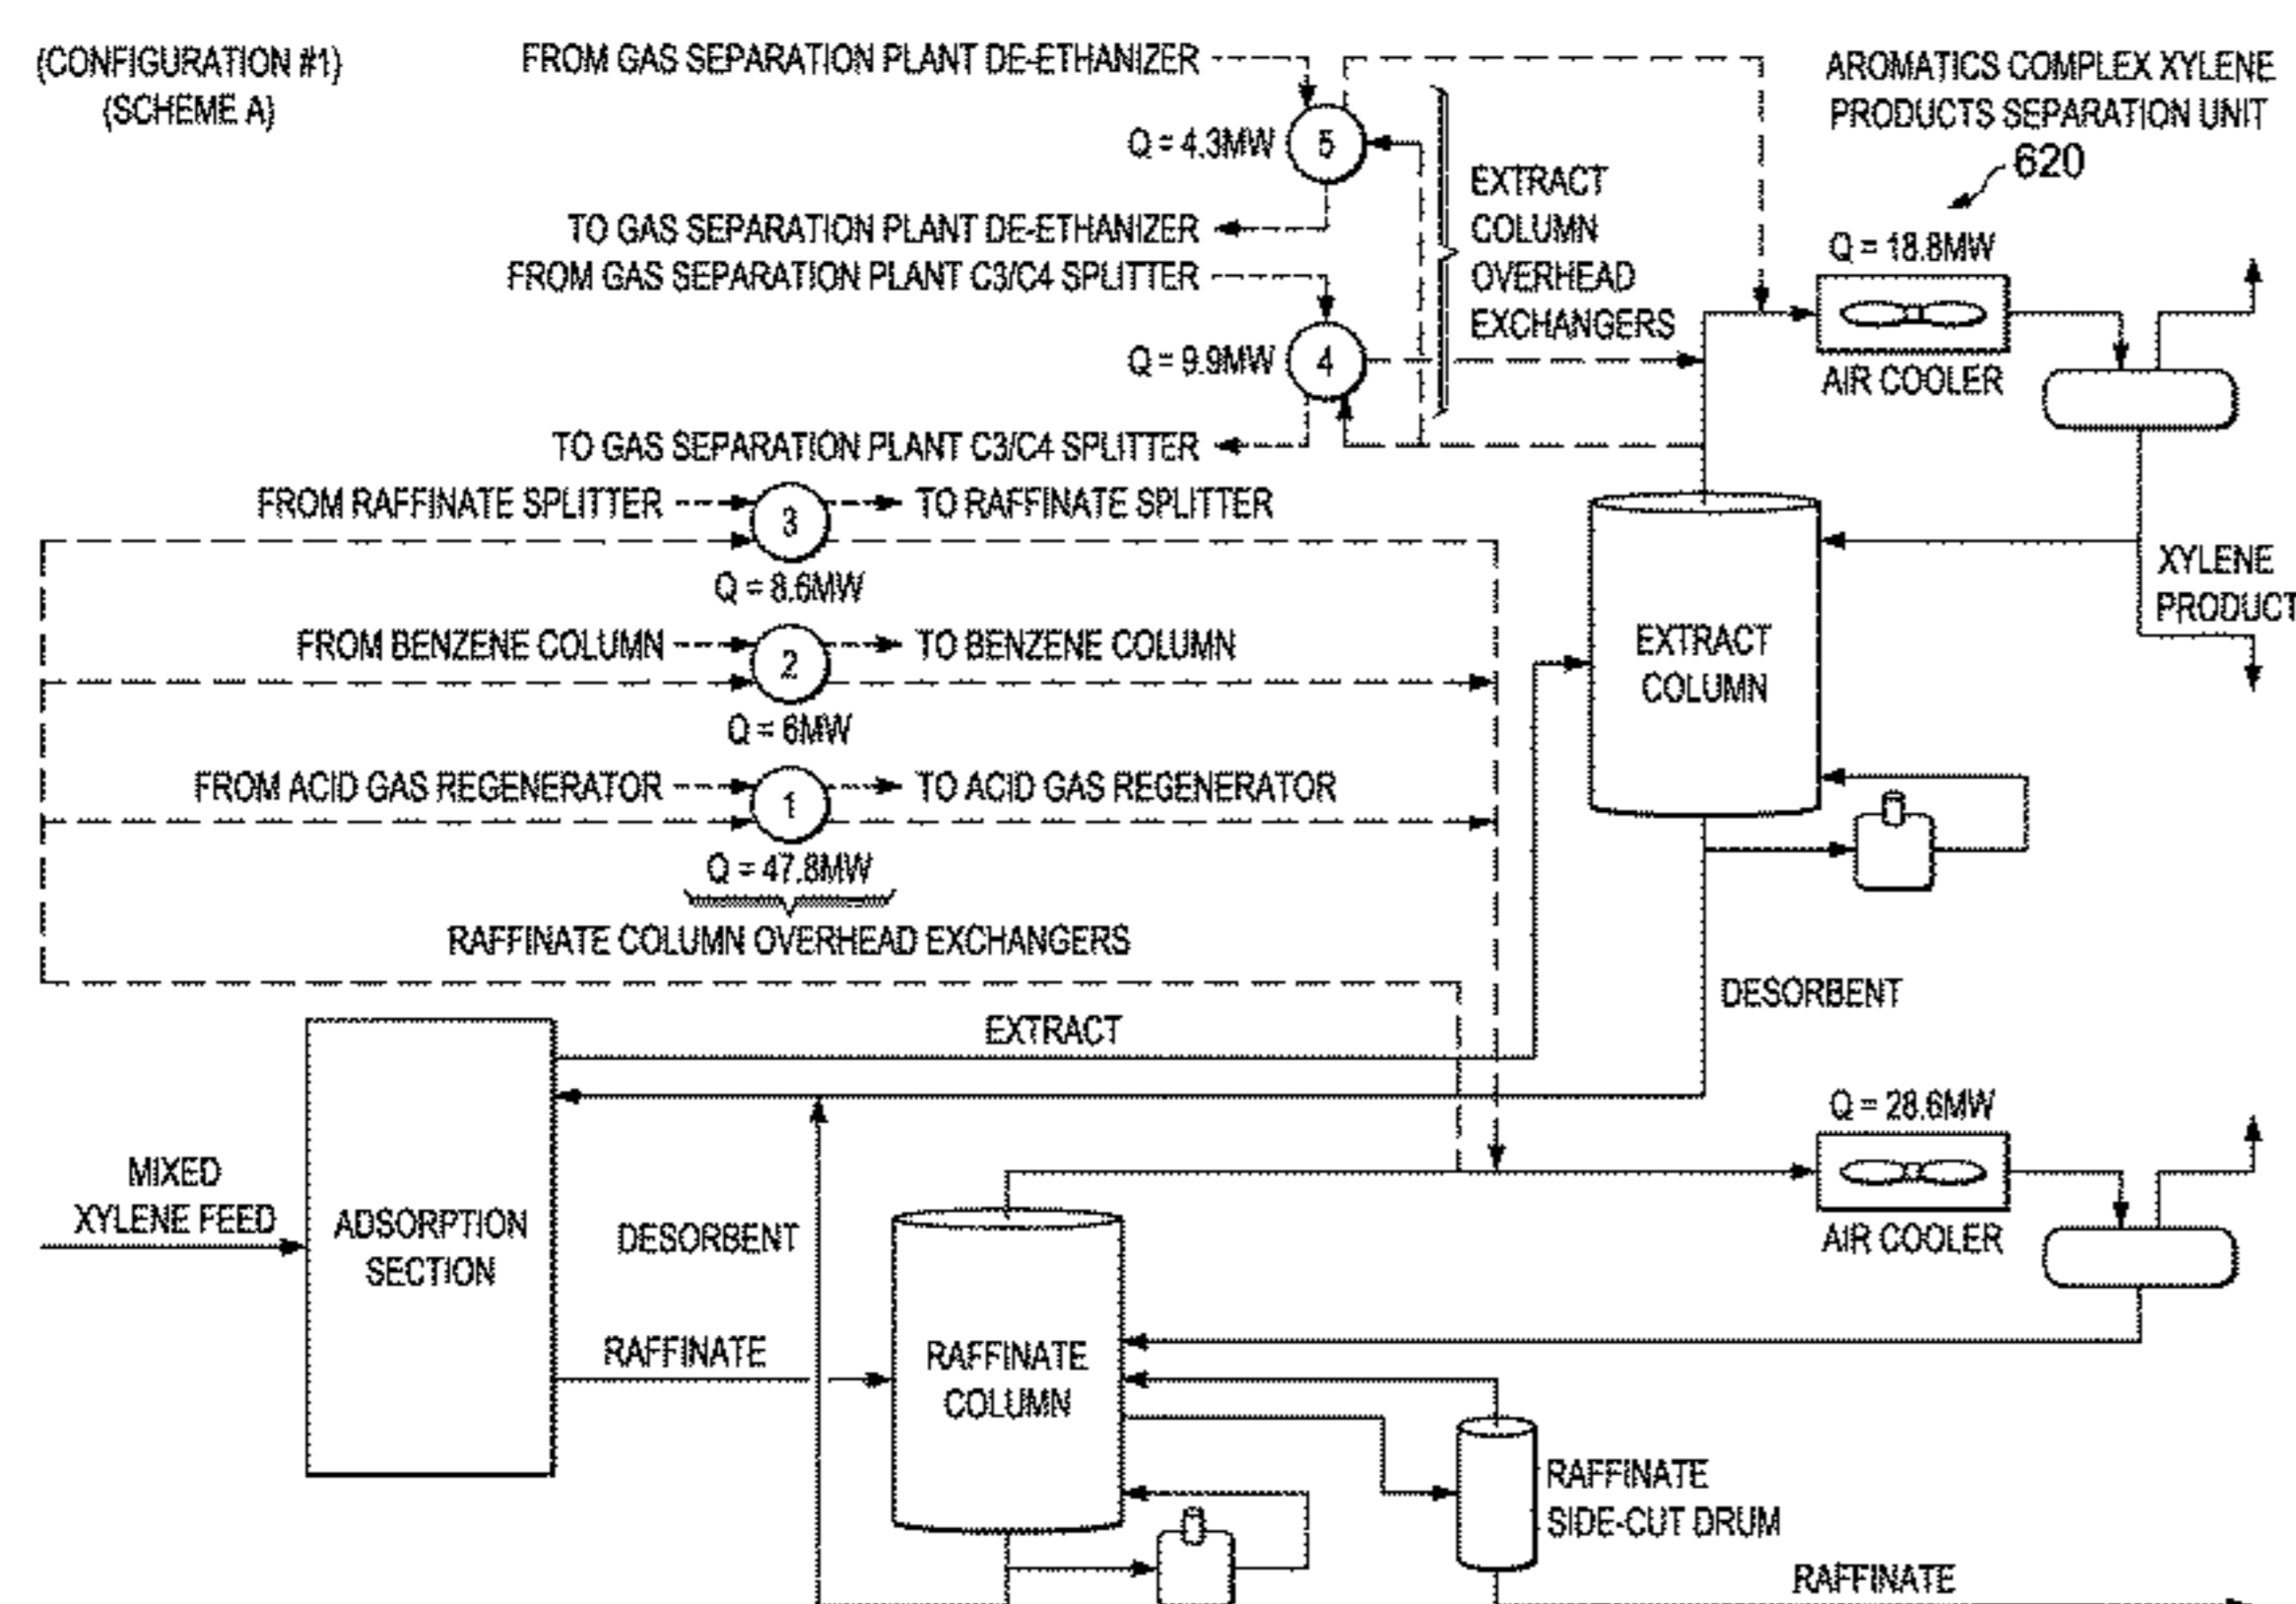 (CONFIGURATION #1)
(SCHEME A)
FROM GAS SEPARATION PLANT DE-ETHANIZER
AROMATICS COMPLEX XYLENE
PRODUCTS SEPARATION UNIT
620
Q = 4.3MW
5
EXTRACT
COLUMN
OVERHEAD
EXCHANGERS
TO GAS SEPARATION PLANT DE-ETHANIZER
FROM GAS SEPARATION PLANT C3/C4 SPLITTER
Q = 18.8MW
AIR COOLER
Q = 9.9MW
4
TO GAS SEPARATION PLANT C3/C4 SPLITTER
FROM RAFFINATE SPLITTER
3
TO RAFFINATE SPLITTER
Q = 8.6MW
XYLENE
PRODUCT
FROM BENZENE COLUMN
2
TO BENZENE COLUMN
Q = 6MW
EXTRACT
COLUMN
FROM ACID GAS REGENERATOR
1
TO ACID GAS REGENERATOR
Q = 47.8MW
RAFFINATE COLUMN OVERHEAD EXCHANGERS
DESORBENT
EXTRACT
Q = 28.6MW
AIR COOLER
MIXED
XYLENE FEED
ADSORPTION
SECTION
DESORBENT
RAFFINATE
RAFFINATE
COLUMN
RAFFINATE
SIDE-CUT DRUM
RAFFINATE